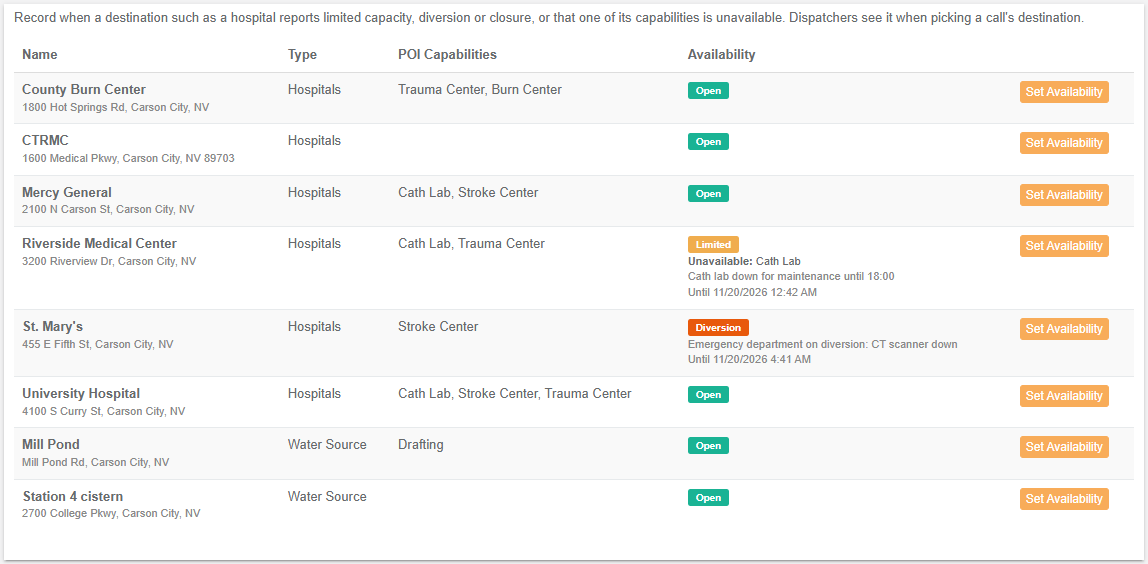 Record when a destination such as a hospital reports limited capacity, diversion or closure, or that one of its capabilities is unavailable. Dispatchers see it when picking a call's destination.
Name Type POI Capabilities Availability
County Burn Center Hospitals Trauma Center, Burn Center Open Set Availability
1800 Hot Springs Rd, Carson City, NV
CTRMC Hospitals Open Set Availability
1600 Medical Pkwy, Carson City, NV 89703
Mercy General Hospitals Cath Lab, Stroke Center Open Set Availability
2100 N Carson St, Carson City, NV
Riverside Medical Center Hospitals Cath Lab, Trauma Center Limited Set Availability
3200 Riverview Dr, Carson City, NV Unavailable: Cath Lab
Cath lab down for maintenance until 18:00
Until 11/20/2026 12:42 AM
St. Mary's Hospitals Stroke Center Diversion Set Availability
455 E Fifth St, Carson City, NV Emergency department on diversion: CT scanner down
Until 11/20/2026 4:41 AM
University Hospital Hospitals Cath Lab, Stroke Center, Trauma Center Open Set Availability
4100 S Curry St, Carson City, NV
Mill Pond Water Source Drafting Open Set Availability
Mill Pond Rd, Carson City, NV
Station 4 cistern Water Source Open Set Availability
2700 College Pkwy, Carson City, NV